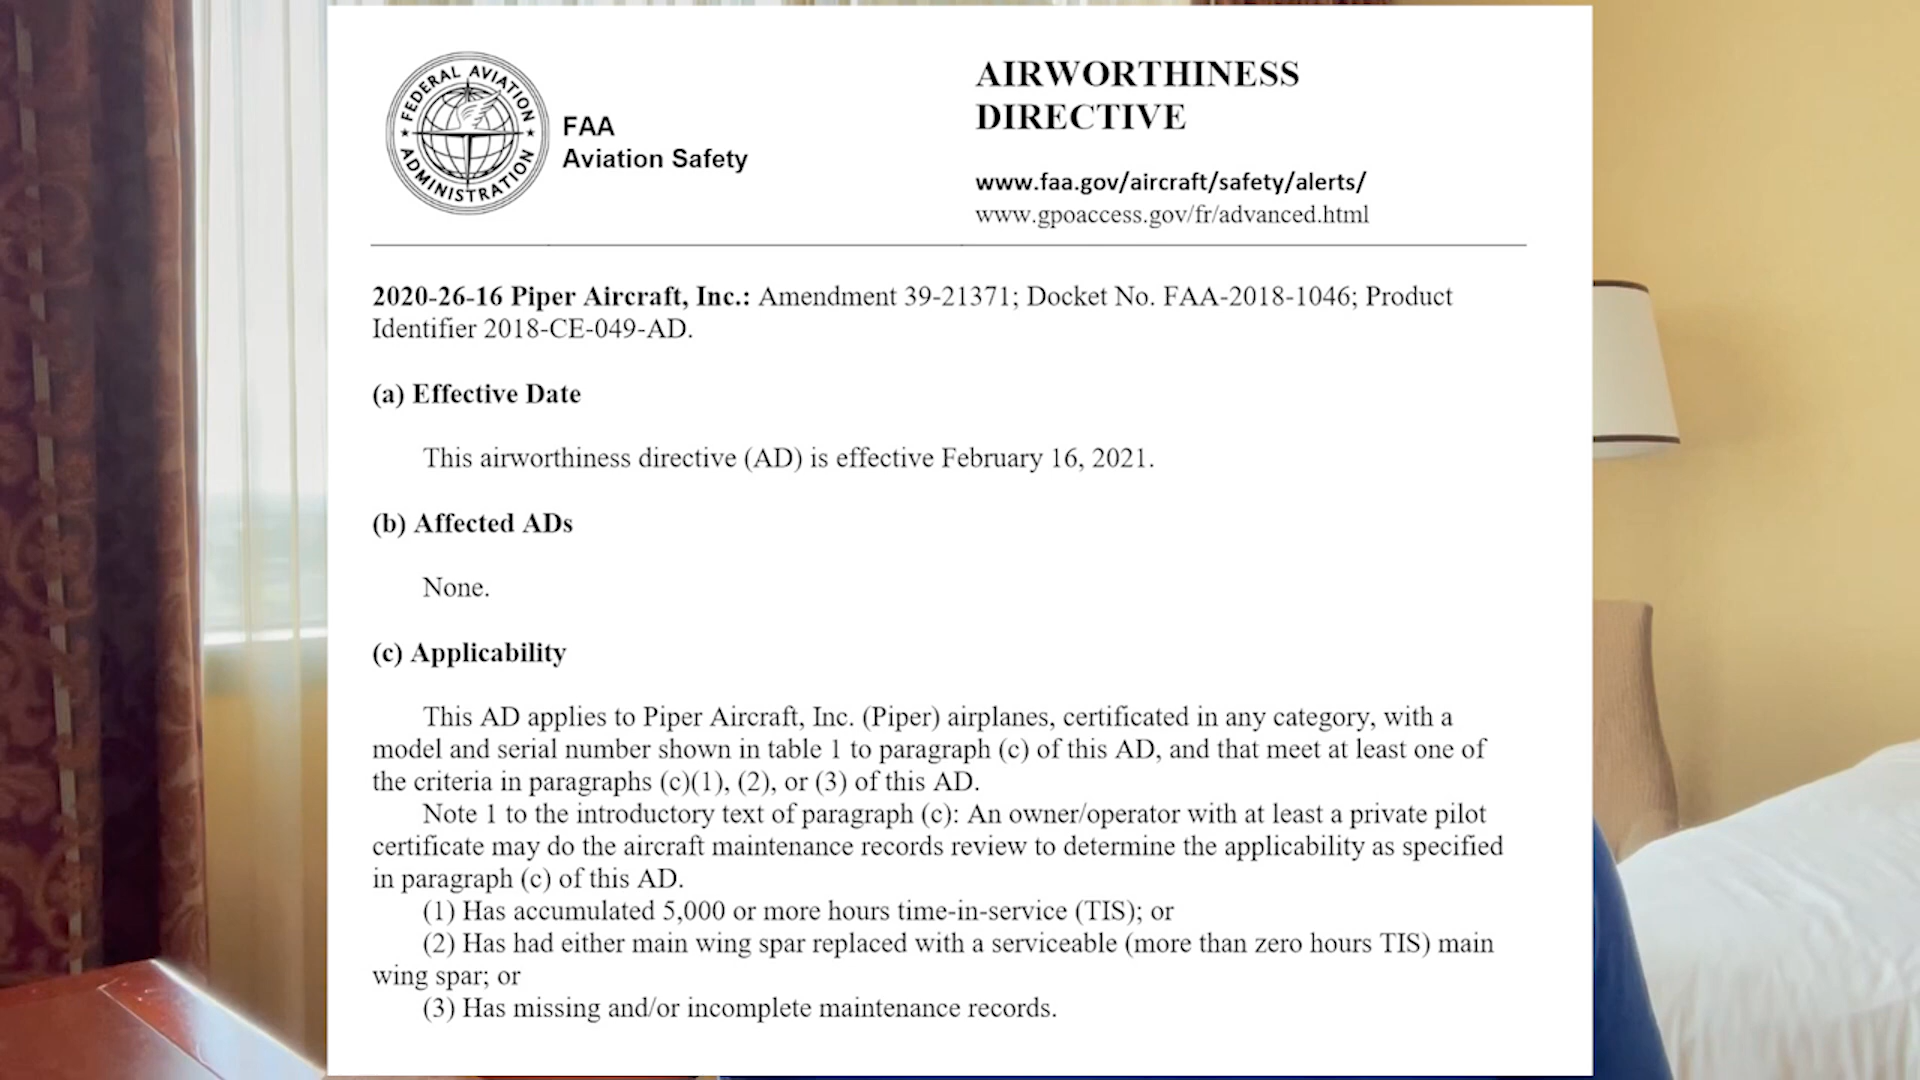 FEDERAL AVIATION
ADMINISTRATION
FAA
Aviation Safety
AIRWORTHINESS
DIRECTIVE
www.faa.gov/aircraft/safety/alerts/
www.gpoaccess.gov/fr/advanced.html
2020-26-16 Piper Aircraft, Inc.: Amendment 39-21371; Docket No. FAA-2018-1046; Product
Identifier 2018-CE-049-AD.
(a) Effective Date
This airworthiness directive (AD) is effective February 16, 2021.
(b) Affected ADs
None.
(c) Applicability
This AD applies to Piper Aircraft, Inc. (Piper) airplanes, certificated in any category, with a
model and serial number shown in table 1 to paragraph (c) of this AD, and that meet at least one of
the criteria in paragraphs (c)(1), (2), or (3) of this AD.
Note 1 to the introductory text of paragraph (c): An owner/operator with at least a private pilot
certificate may do the aircraft maintenance records review to determine the applicability as specified
in paragraph (c) of this AD.
(1) Has accumulated 5,000 or more hours time-in-service (TIS); or
(2) Has had either main wing spar replaced with a serviceable (more than zero hours TIS) main
wing spar; or
(3) Has missing and/or incomplete maintenance records.